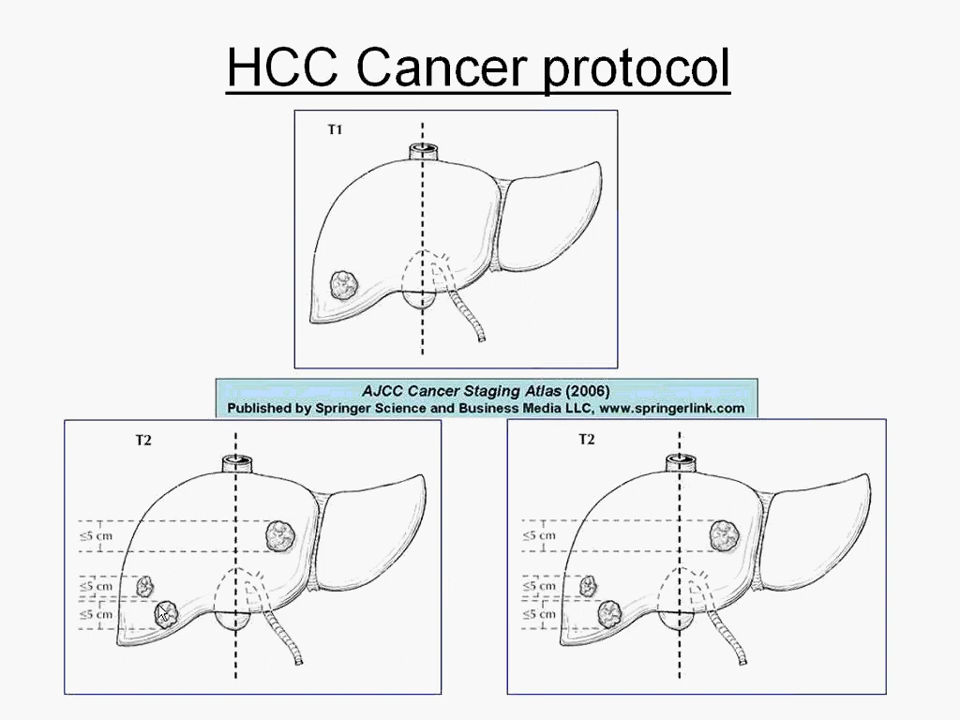 HCC Cancer protocol
T1
AJCC Cancer Staging Atlas (2006)
Published by Springer Science and Business Media LLC, www.springerlink.com
T2
≤5 cm
≤5 cm
≤5 cm
T2
≤5 cm
≤5 cm
≤5 cm